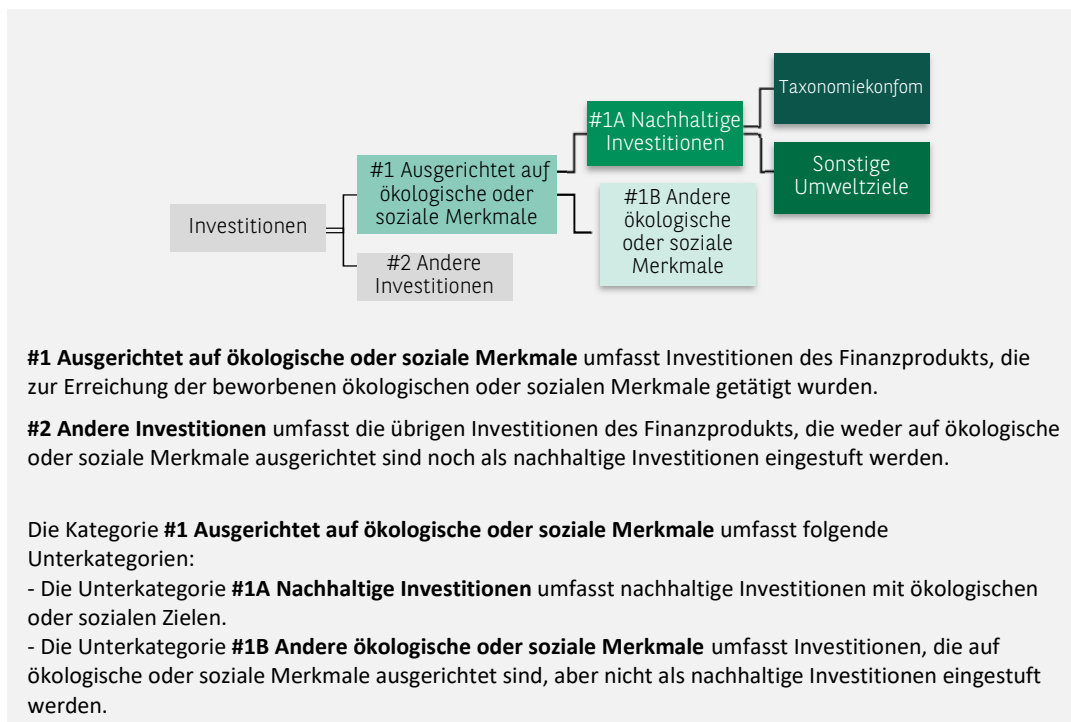 Taxonomiekonfom
#1A Nachhaltige
Investitionen
Sonstige
Umweltziele
#1 Ausgerichtet auf
ökologische oder
soziale Merkmale
#1B Andere
ökologische
oder soziale
Merkmale
Investitionen
#2 Andere
Investitionen
#1 Ausgerichtet auf ökologische oder soziale Merkmale umfasst Investitionen des Finanzprodukts, die
zur Erreichung der beworbenen ökologischen oder sozialen Merkmale getätigt wurden.
#2 Andere Investitionen umfasst die übrigen Investitionen des Finanzprodukts, die weder auf ökologische
oder soziale Merkmale ausgerichtet sind noch als nachhaltige Investitionen eingestuft werden.
Die Kategorie #1 Ausgerichtet auf ökologische oder soziale Merkmale umfasst folgende
Unterkategorien:
- Die Unterkategorie #1A Nachhaltige Investitionen umfasst nachhaltige Investitionen mit ökologischen
oder sozialen Zielen.
- Die Unterkategorie #1B Andere ökologische oder soziale Merkmale umfasst Investitionen, die auf
ökologische oder soziale Merkmale ausgerichtet sind, aber nicht als nachhaltige Investitionen eingestuft
werden.